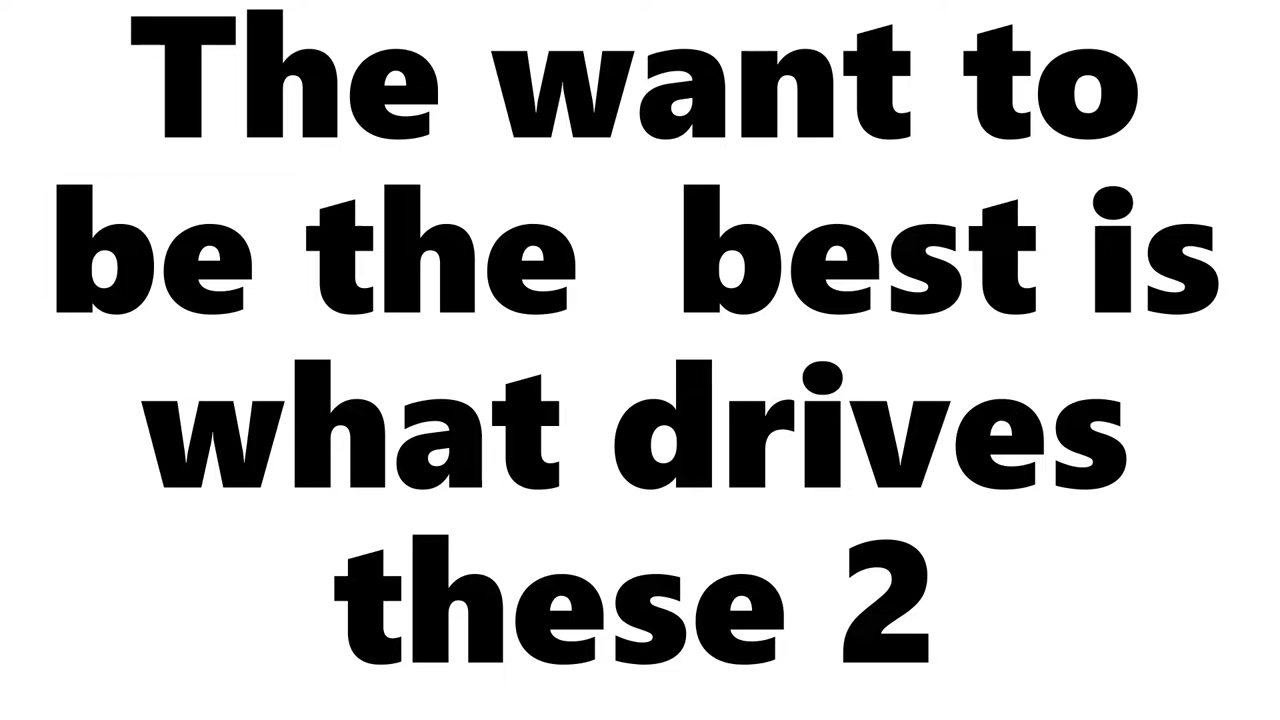 The want to
be the  best is
what drives
these 2